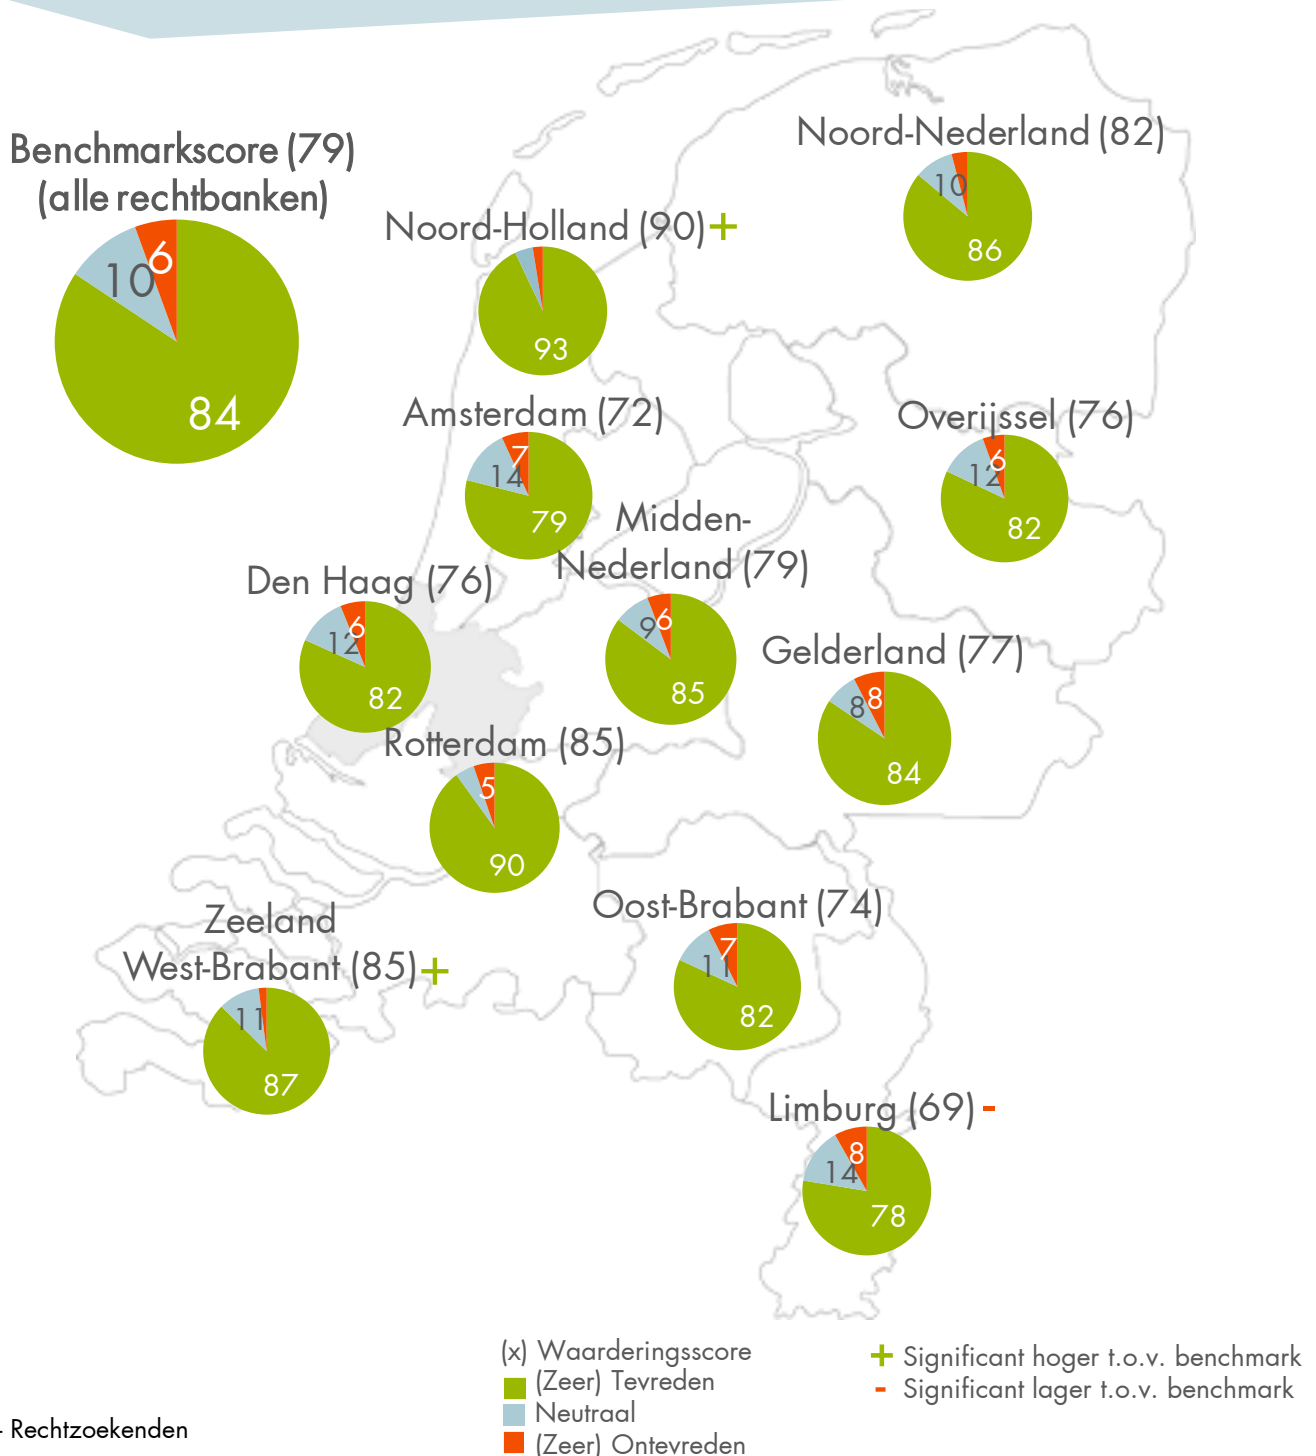 Benchmarkscore (79)
(alle rechtbanken)
10
6
84
Noord-Nederland (82)
10
86
Noord-Holland (90) +
93
Amsterdam (72)
14
7
79
Overijssel (76)
12
6
82
Midden-
Nederland (79)
9
6
85
Den Haag (76)
12
6
82
Gelderland (77)
8
8
84
Rotterdam (85)
5
90
Oost-Brabant (74)
11
7
82
Zeeland
West-Brabant (85) +
11
87
Limburg (69) -
14
8
78
(x) Waarderingsscore
(Zeer) Tevreden
Neutraal
(Zeer) Ontevreden
+ Significant hoger t.o.v. benchmark
- Significant lager t.o.v. benchmark
- Rechtzoekenden